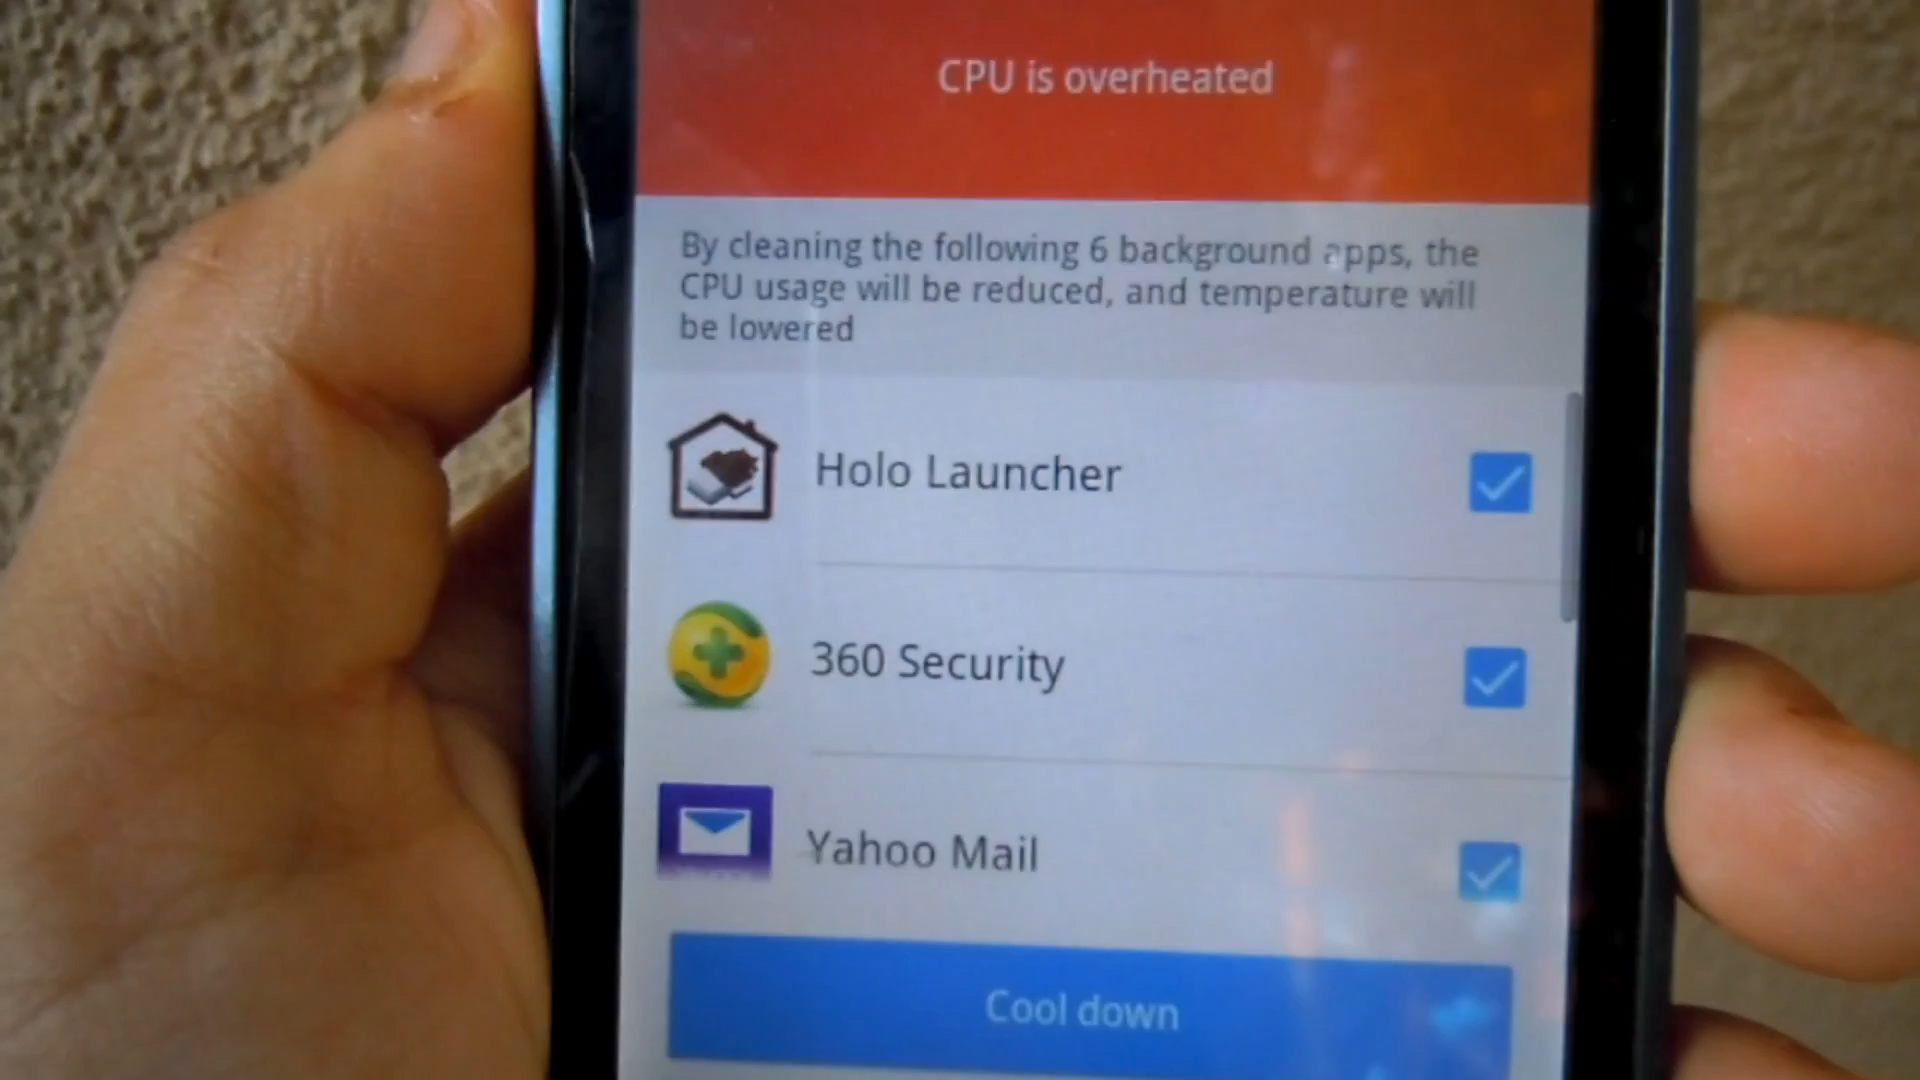 CPU is overheated
By cleaning the following 6 background apps, the
CPU usage will be reduced, and temperature will
be lowered
Holo Launcher
360 Security
Yahoo Mail
Cool down